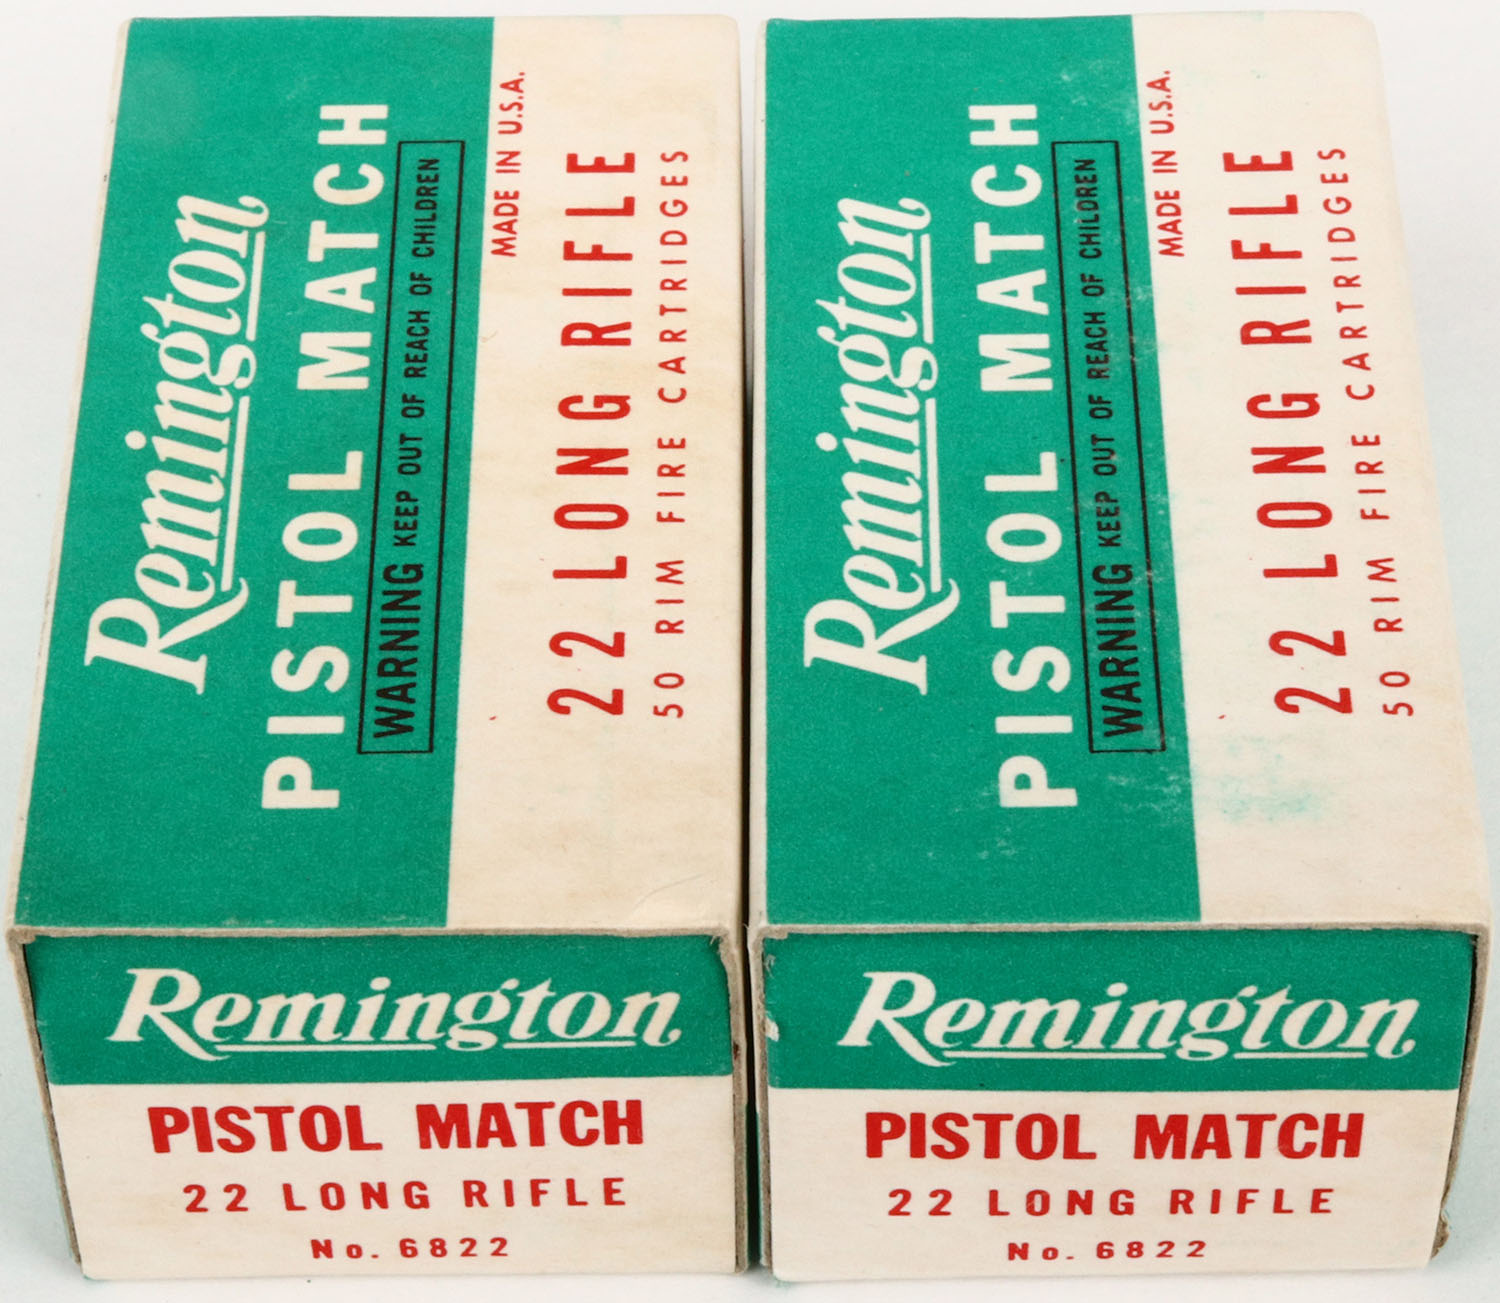 Remington
PISTOL MATCH
WARNING KEEP OUT OF REACH OF CHILDREN
MADE IN U.S.A.
22 LONG RIFLE
50 RIM FIRE CARTRIDGES
Remington
PISTOL MATCH
22 LONG RIFLE
No. 6822
Remington
PISTOL MATCH
WARNING KEEP OUT OF REACH OF CHILDREN
MADE IN U.S.A.
22 LONG RIFLE
50 RIM FIRE CARTRIDGES
Remington
PISTOL MATCH
22 LONG RIFLE
No. 6822